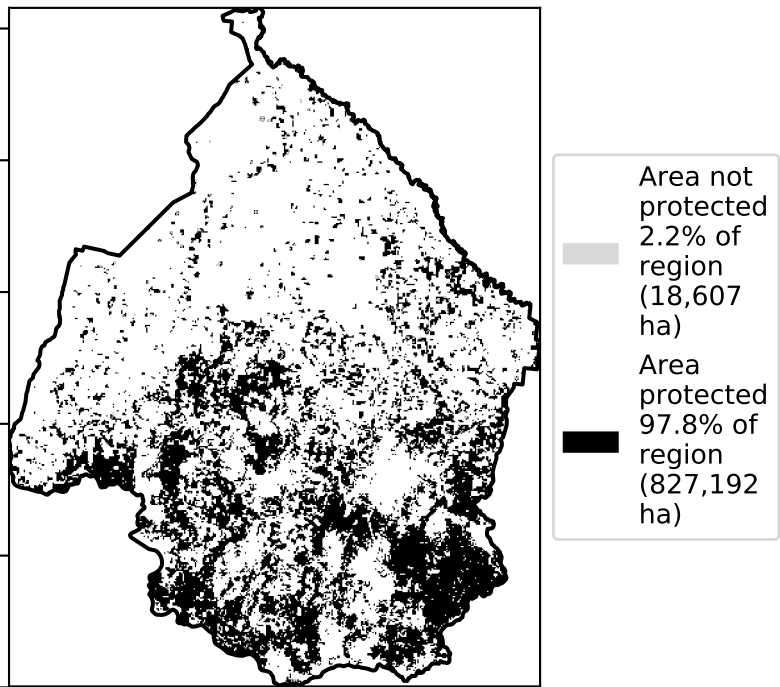 Area not
protected
2.2% of
region
(18,607
ha)
Area
protected
97.8% of
region
(827,192
ha)